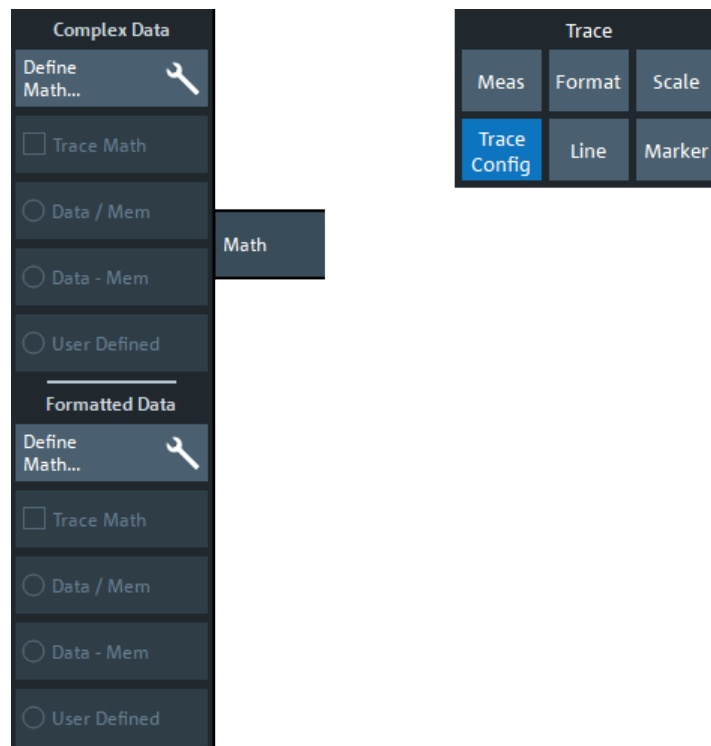 Complex Data
Define
Math...
Trace Math
Data / Mem
Data - Mem
User Defined
Formatted Data
Define
Math...
Trace Math
Data / Mem
Data - Mem
User Defined
Math
Trace
Meas Format Scale
Trace
Config
Line Marker